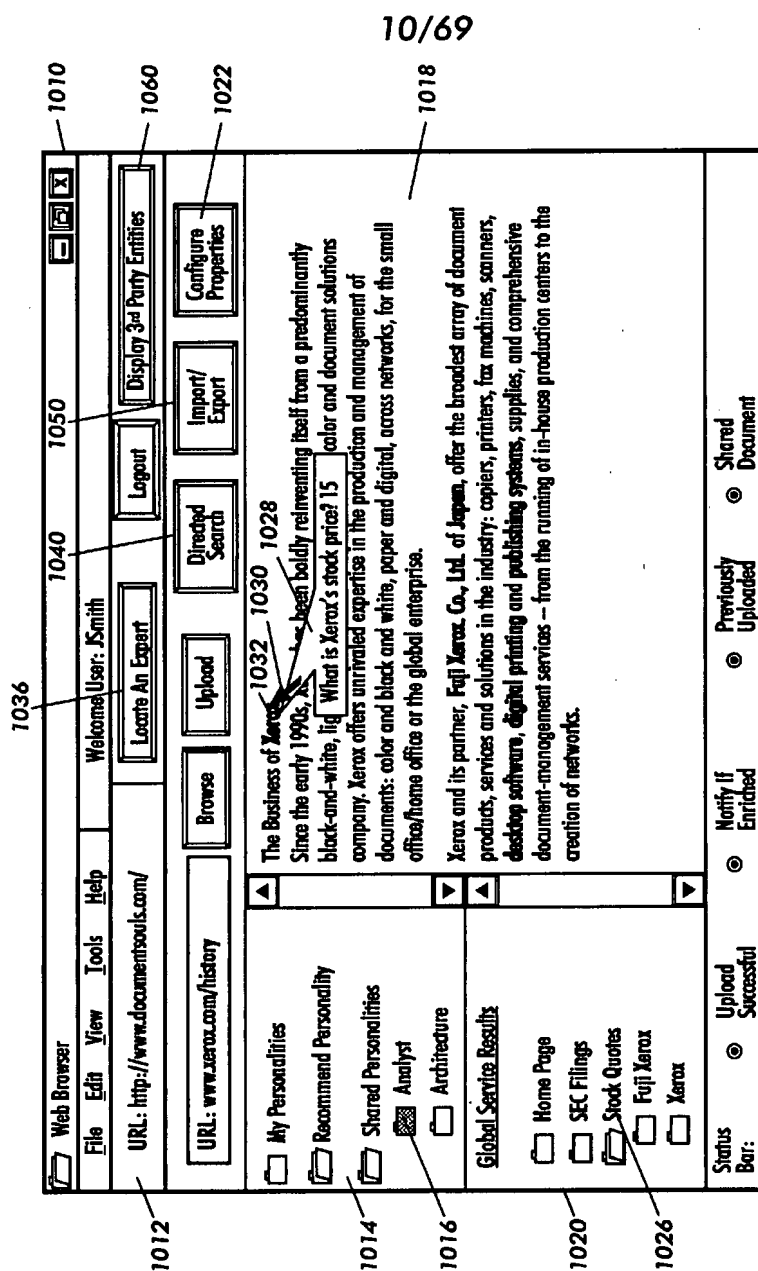 10/69
1010
1060
1022
1018
1050
1040
1036
1032
1030
1028
1012
1014
1016
1020
1026
Web Browser
File Edit View Tools Help
Welcome User: JSmith
URL: http://www.documentsouls.com/
Locate An Expert
Logout
Display 3rd Party Entities
URL: www.xerox.com/history
Browse
Upload
Directed Search
Import/ Export
Configure Properties
My Personalities
Recommend Personality
Shared Personalities
Analyst
Architecture
The Business of Xerox
Since the early 1990s, has been boldly reinventing itself from a predominantly
black-and-white, lig color and document solutions
company. Xerox offers unrivaled expertise in the production and management of
documents: color and black and white, paper and digital, across networks, for the small
office/home office or the global enterprise.
What is Xerox's stock price? 15
Xerox and its partner, Fuji Xerox Co., Ltd. of Japan, offer the broadest array of document
products, services and solutions in the industry: copiers, printers, fax machines, scanners,
desktop software, digital printing and publishing systems, supplies, and comprehensive
document-management services – from the running of in-house production centers to the
creation of networks.
Global Service Results
Home Page
SEC Filings
Stock Quotes
Fuji Xerox
Xerox
Status Bar:
Upload Successful
Notify If Enriched
Previously Uploaded
Shared Document